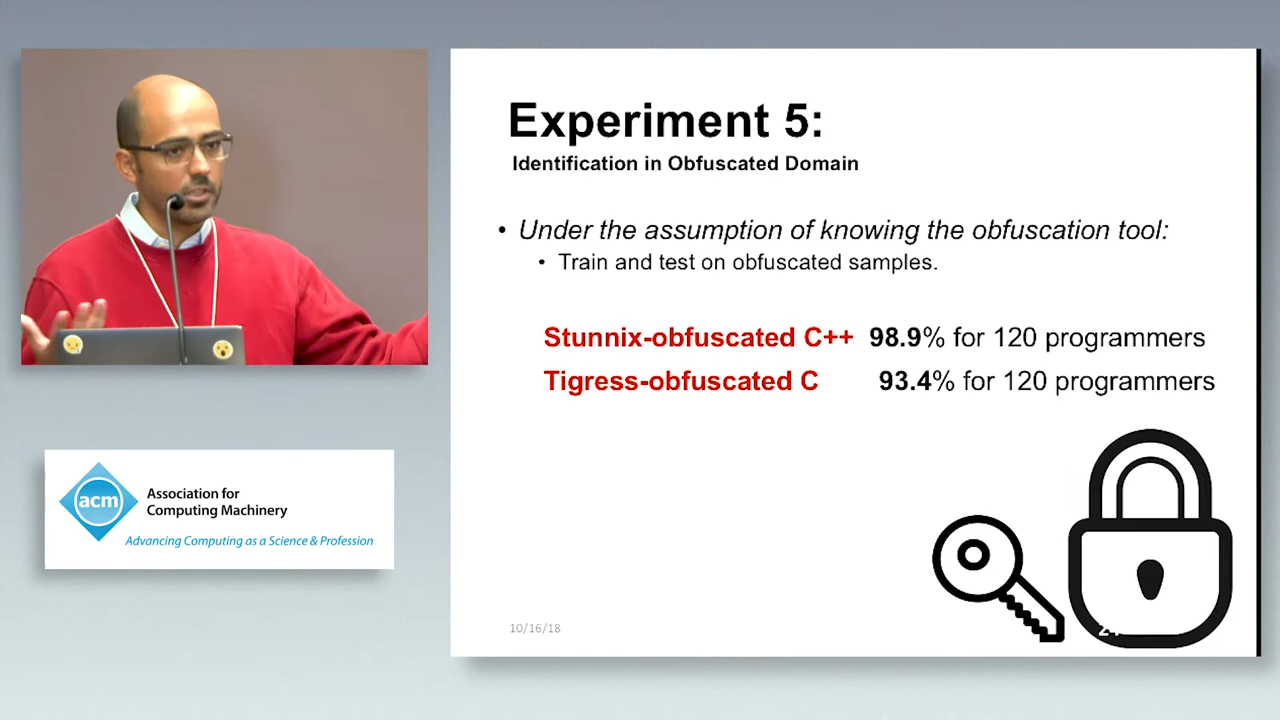 Experiment 5:
Identification in Obfuscated Domain
• Under the assumption of knowing the obfuscation tool:
• Train and test on obfuscated samples.
Stunnix-obfuscated C++ 98.9% for 120 programmers
Tigress-obfuscated C 93.4% for 120 programmers
10/16/18
acm
Association for
Computing Machinery
Advancing Computing as a Science & Profession